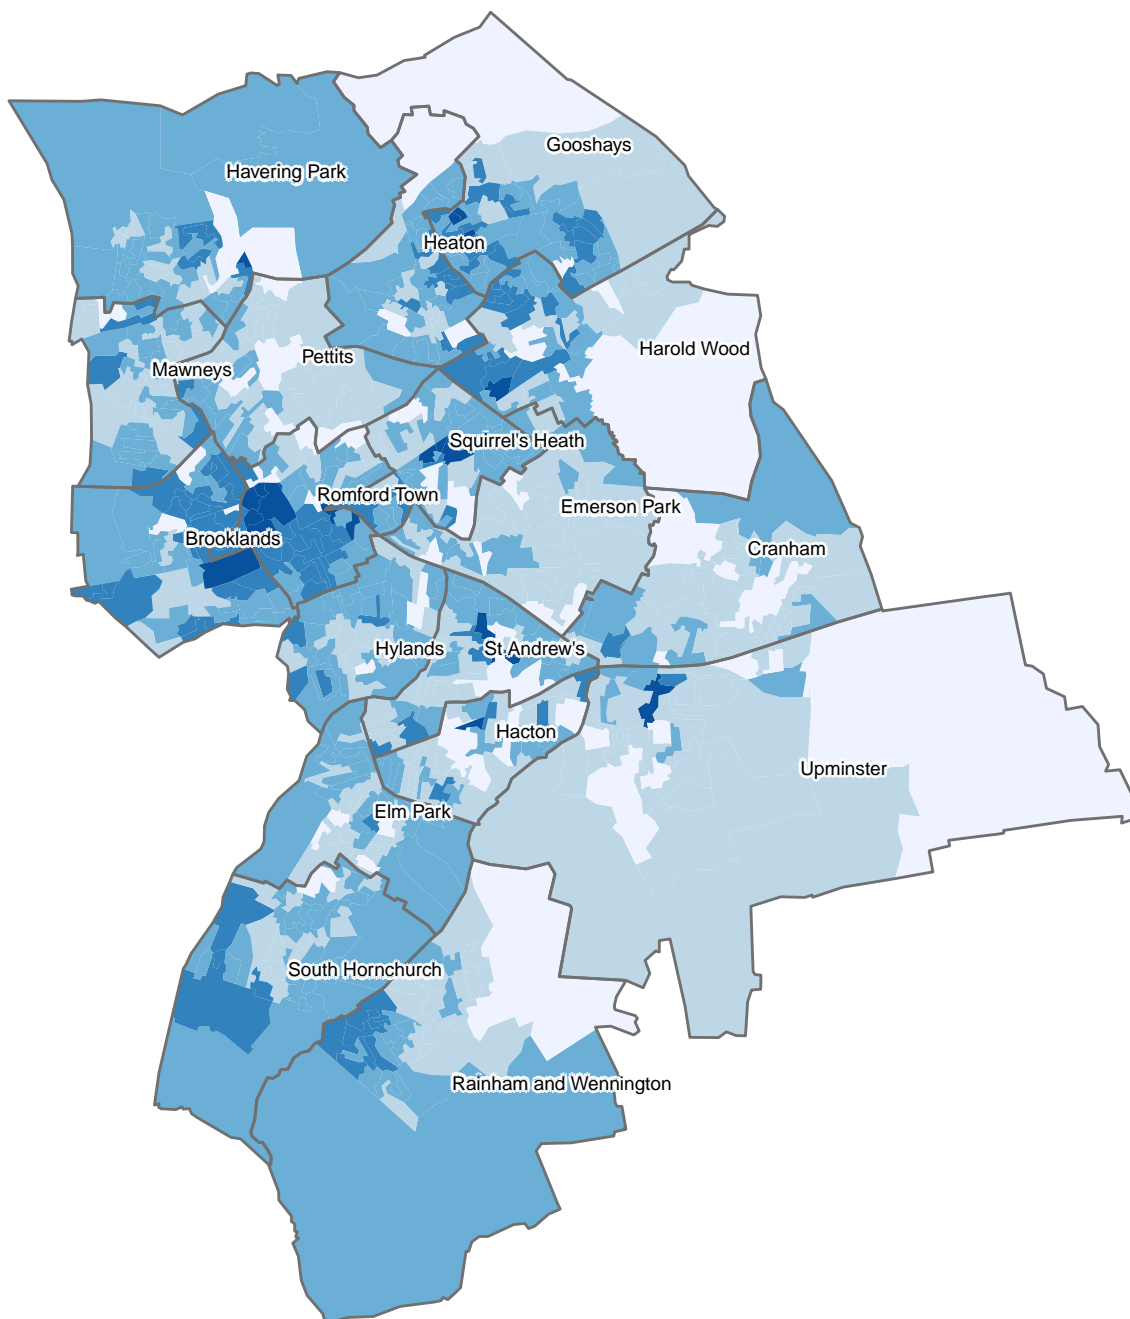 Gooshays
Havering Park
Heaton
Harold Wood
Pettits
Mawneys
Squirrel's Heath
Romford Town
Emerson Park
Brooklands
Cranham
Hylands
St Andrew's
Hacton
Upminster
Elm Park
South Hornchurch
Rainham and Wennington